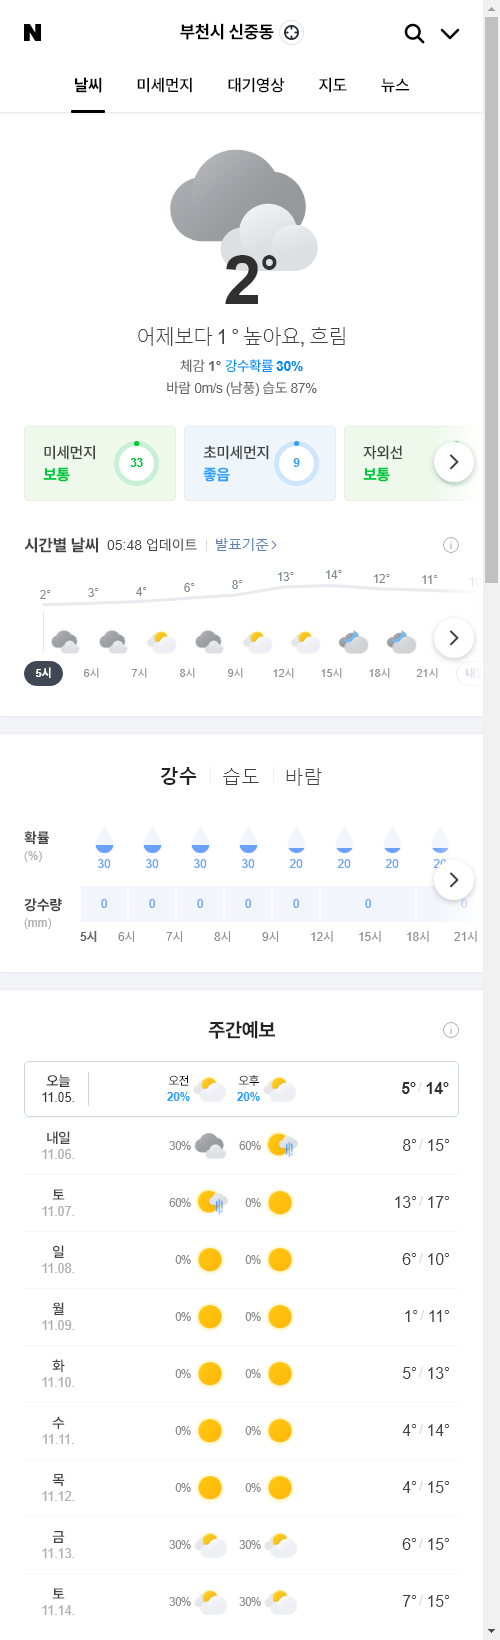 N
부천시 신중동
날씨 미세먼지 대기영상 지도 뉴스
2°
어제보다 1 ° 높아요, 흐림
체감 1° 강수확률 30%
바람 0m/s (남풍) 습도 87%
미세먼지 보통 33
초미세먼지 좋음 9
자외선 보통
시간별 날씨 05:48 업데이트 발표기준
2° 3° 4° 6° 8° 13° 14° 12° 11°
5시 6시 7시 8시 9시 12시 15시 18시 21시
강수 습도 바람
확률
(%)
30 30 30 30 20 20 20 20
강수량
(mm)
0 0 0 0 0 0 0
5시 6시 7시 8시 9시 12시 15시 18시 21시
주간예보
오늘 오전 오후
11.05. 20% 20% 5° / 14°
내일
11.06. 30% 60% 8° / 15°
토
11.07. 60% 0% 13° / 17°
일
11.08. 0% 0% 6° / 10°
월
11.09. 0% 0% 1° / 11°
화
11.10. 0% 0% 5° / 13°
수
11.11. 0% 0% 4° / 14°
목
11.12. 0% 0% 4° / 15°
금
11.13. 30% 30% 6° / 15°
토
11.14. 30% 30% 7° / 15°